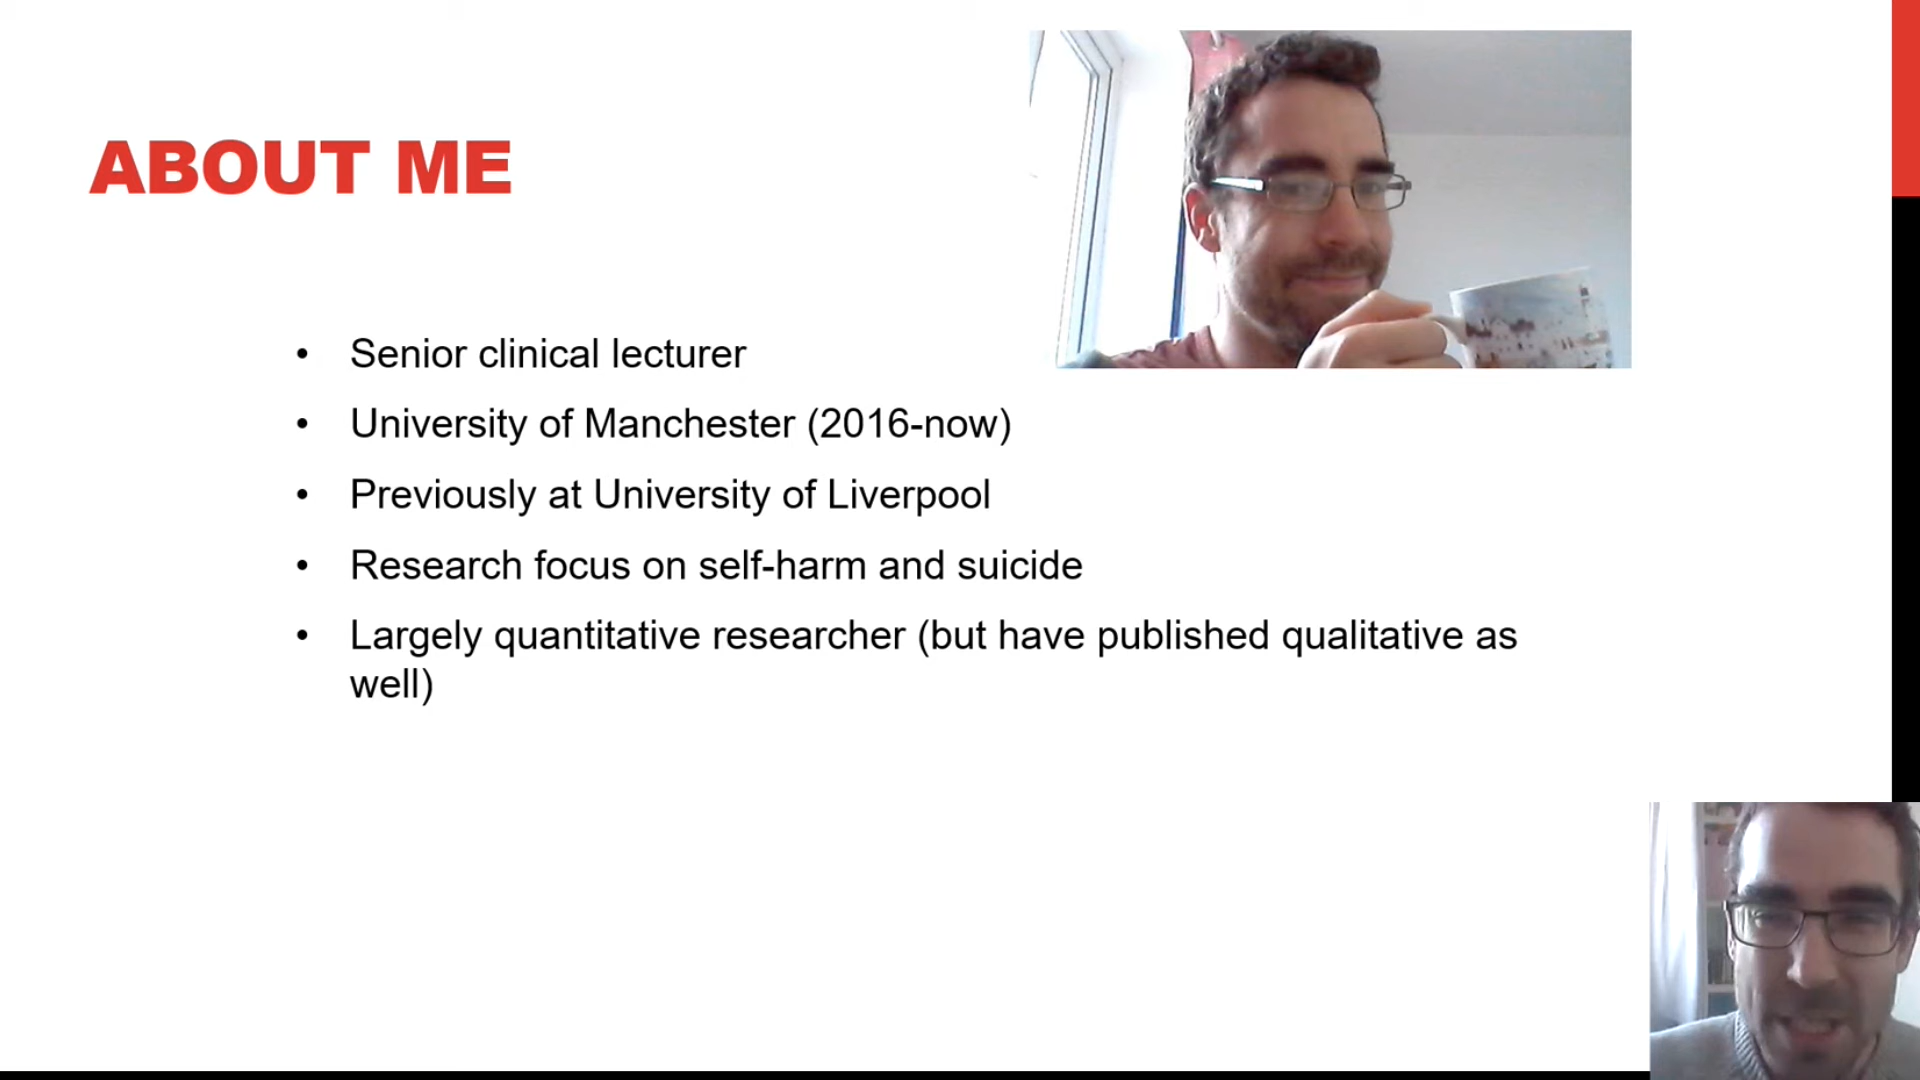 ABOUT ME
• Senior clinical lecturer
• University of Manchester (2016-now)
• Previously at University of Liverpool
• Research focus on self-harm and suicide
• Largely quantitative researcher (but have published qualitative as
well)